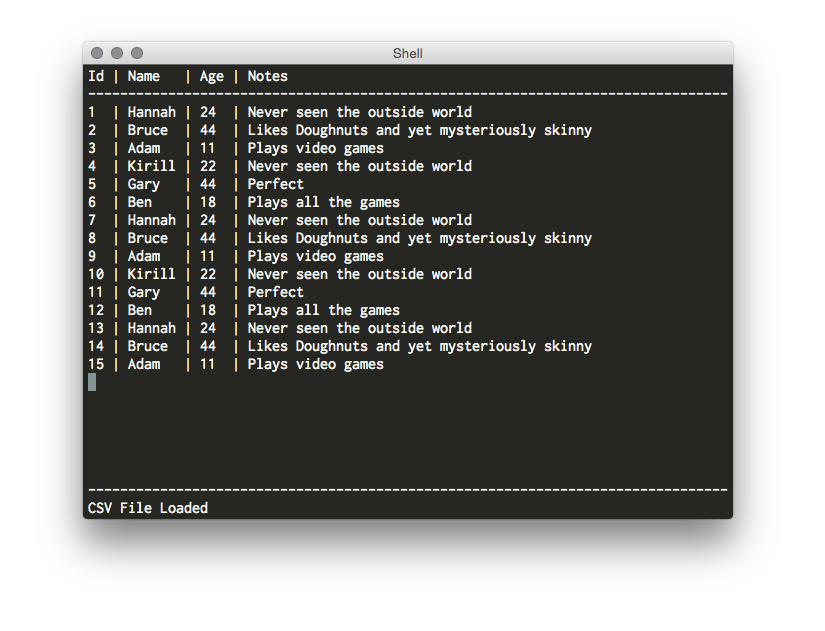 Shell
Id | Name | Age | Notes
--------------------------------------------------------------------------------
1 | Hannah | 24 | Never seen the outside world
2 | Bruce | 44 | Likes Doughnuts and yet mysteriously skinny
3 | Adam | 11 | Plays video games
4 | Kirill | 22 | Never seen the outside world
5 | Gary | 44 | Perfect
6 | Ben | 18 | Plays all the games
7 | Hannah | 24 | Never seen the outside world
8 | Bruce | 44 | Likes Doughnuts and yet mysteriously skinny
9 | Adam | 11 | Plays video games
10 | Kirill | 22 | Never seen the outside world
11 | Gary | 44 | Perfect
12 | Ben | 18 | Plays all the games
13 | Hannah | 24 | Never seen the outside world
14 | Bruce | 44 | Likes Doughnuts and yet mysteriously skinny
15 | Adam | 11 | Plays video games
--------------------------------------------------------------------------------
CSV File Loaded